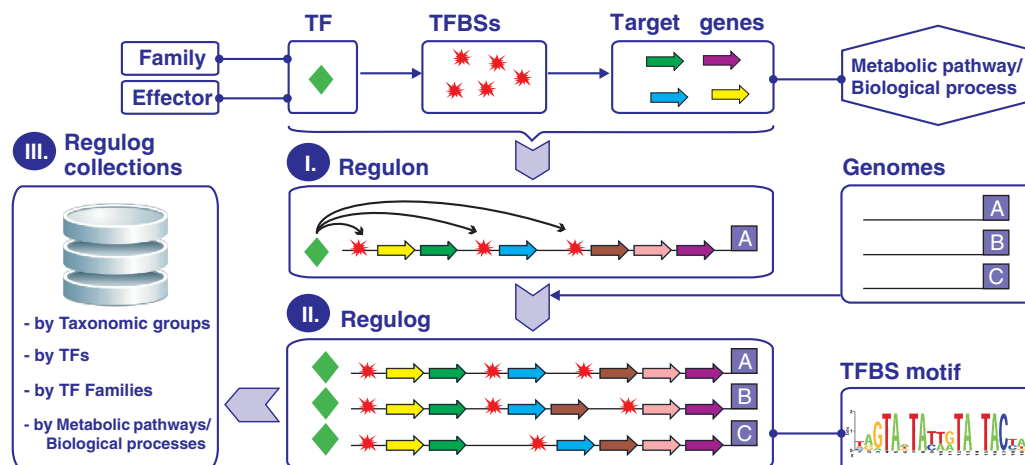 TF
TFBSs
Target genes
Family
Effector
Metabolic pathway/
Biological process
III. Regulog
collections
I. Regulon
Genomes
A
A
B
C
II. Regulog
- by Taxonomic groups
- by TFs
- by TF Families
- by Metabolic pathways/
Biological processes
A
B
C
TFBS motif